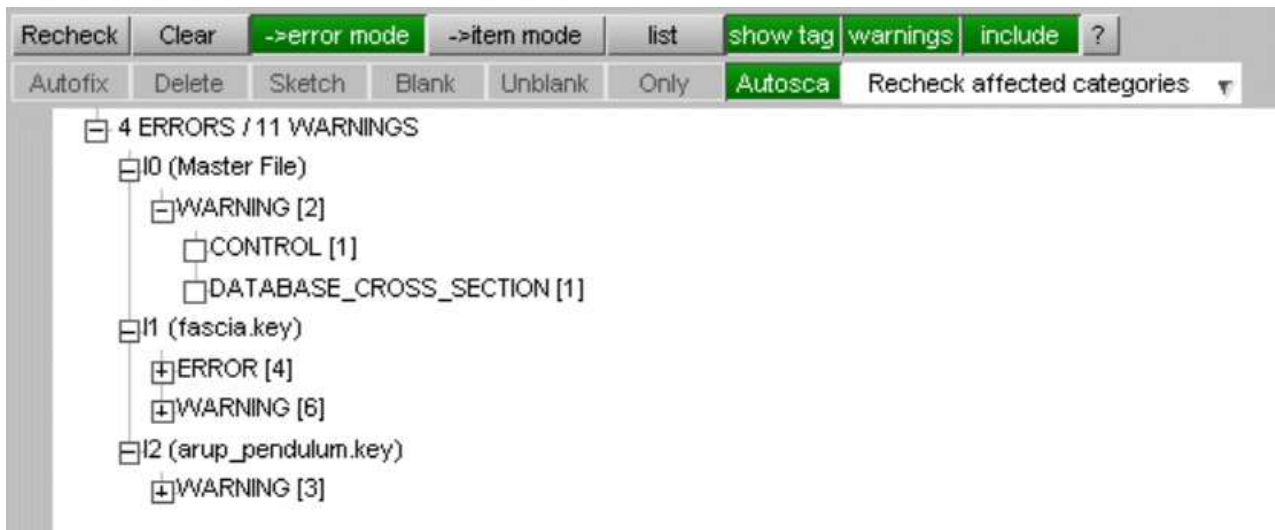 Recheck Clear ->error mode ->item mode list show tag warnings include ?
Autofix Delete Sketch Blank Unblank Only Autosca Recheck affected categories
4 ERRORS / 11 WARNINGS
I0 (Master File)
WARNING [2]
CONTROL [1]
DATABASE_CROSS_SECTION [1]
I1 (fascia.key)
ERROR [4]
WARNING [6]
I2 (arup_pendulum.key)
WARNING [3]